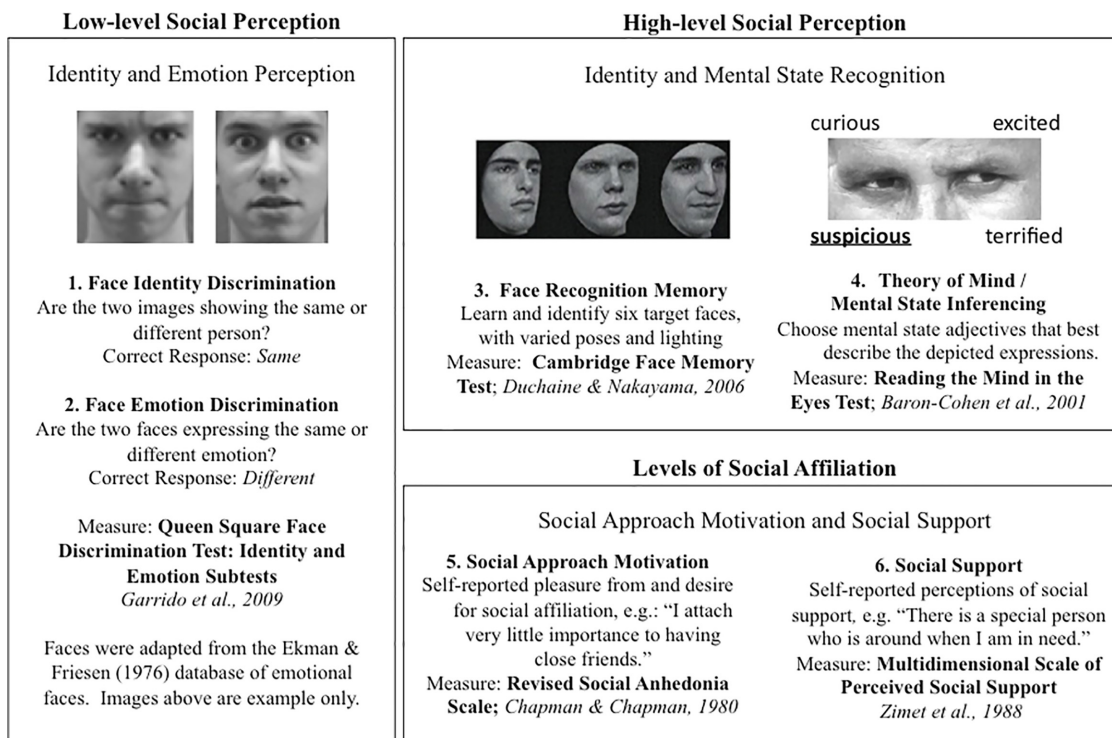 Low-level Social Perception
Identity and Emotion Perception
1. Face Identity Discrimination
Are the two images showing the same or
different person?
Correct Response: Same
2. Face Emotion Discrimination
Are the two faces expressing the same or
different emotion?
Correct Response: Different
Measure: Queen Square Face
Discrimination Test: Identity and
Emotion Subtests
Garrido et al., 2009
Faces were adapted from the Ekman &
Friesen (1976) database of emotional
faces. Images above are example only.
High-level Social Perception
Identity and Mental State Recognition
3. Face Recognition Memory
Learn and identify six target faces,
with varied poses and lighting
Measure: Cambridge Face Memory
Test; Duchaine & Nakayama, 2006
curious excited
suspicious terrified
4. Theory of Mind /
Mental State Inferencing
Choose mental state adjectives that best
describe the depicted expressions.
Measure: Reading the Mind in the
Eyes Test; Baron-Cohen et al., 2001
Levels of Social Affiliation
Social Approach Motivation and Social Support
5. Social Approach Motivation
Self-reported pleasure from and desire
for social affiliation, e.g.: “I attach
very little importance to having
close friends.”
Measure: Revised Social Anhedonia
Scale; Chapman & Chapman, 1980
6. Social Support
Self-reported perceptions of social
support, e.g. “There is a special person
who is around when I am in need.”
Measure: Multidimensional Scale of
Perceived Social Support
Zimet et al., 1988